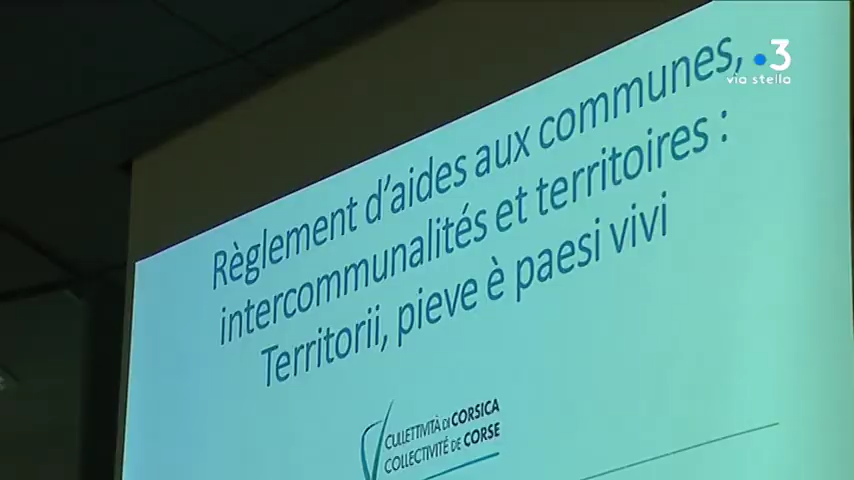 3
via stella
Règlement d'aides aux communes,
intercommunalités et territoires :
Territorii, pieve è paesi vivi
CULLETTIVITÀ DI CORSICA
COLLECTIVITÉ DE CORSE